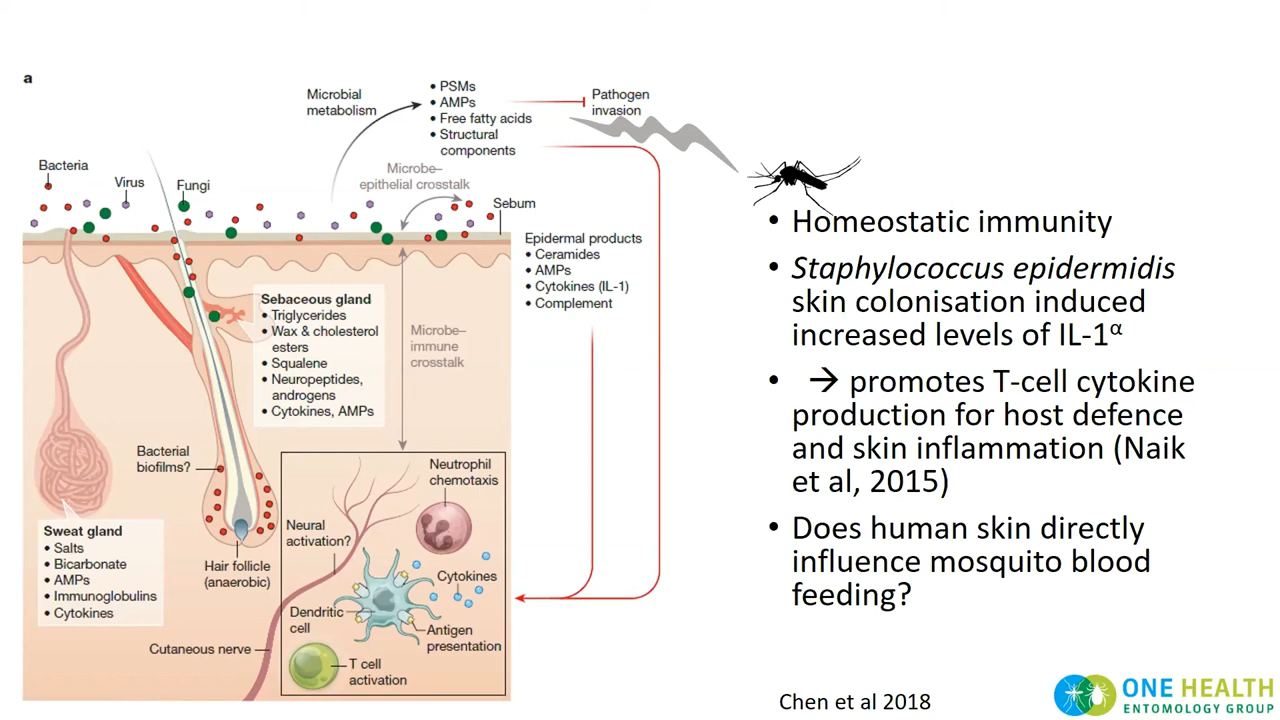 a
Microbial
metabolism
• PSMs
• AMPs
• Free fatty acids
• Structural
components
Pathogen
invasion
Bacteria
Virus
Fungi
Microbe–
epithelial crosstalk
Sebum
Epidermal products
• Ceramides
• AMPs
• Cytokines (IL-1)
• Complement
Sebaceous gland
• Triglycerides
• Wax & cholesterol
esters
• Squalene
• Neuropeptides,
androgens
• Cytokines, AMPs
Microbe–
immune
crosstalk
Bacterial
biofilms?
Sweat gland
• Salts
• Bicarbonate
• AMPs
• Immunoglobulins
• Cytokines
Hair follicle
(anaerobic)
Cutaneous nerve
Neural
activation?
Neutrophil
chemotaxis
Cytokines
Dendritic
cell
Antigen
presentation
T cell
activation
• Homeostatic immunity
• Staphylococcus epidermidis
skin colonisation induced
increased levels of IL-1α
• → promotes T-cell cytokine
production for host defence
and skin inflammation (Naik
et al, 2015)
• Does human skin directly
influence mosquito blood
feeding?
Chen et al 2018
ONE HEALTH
ENTOMOLOGY GROUP